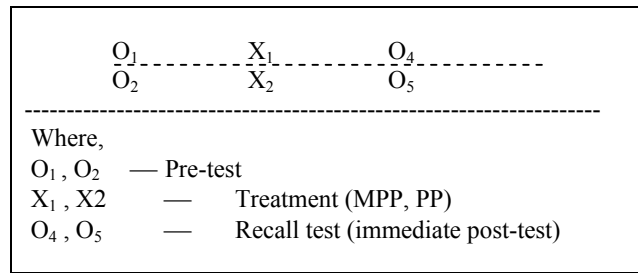 O₁ X₁ O₄
O₂ X₂ O₅
Where,
O₁ , O₂ — Pre-test
X₁ , X2 — Treatment (MPP, PP)
O₄ , O₅ — Recall test (immediate post-test)